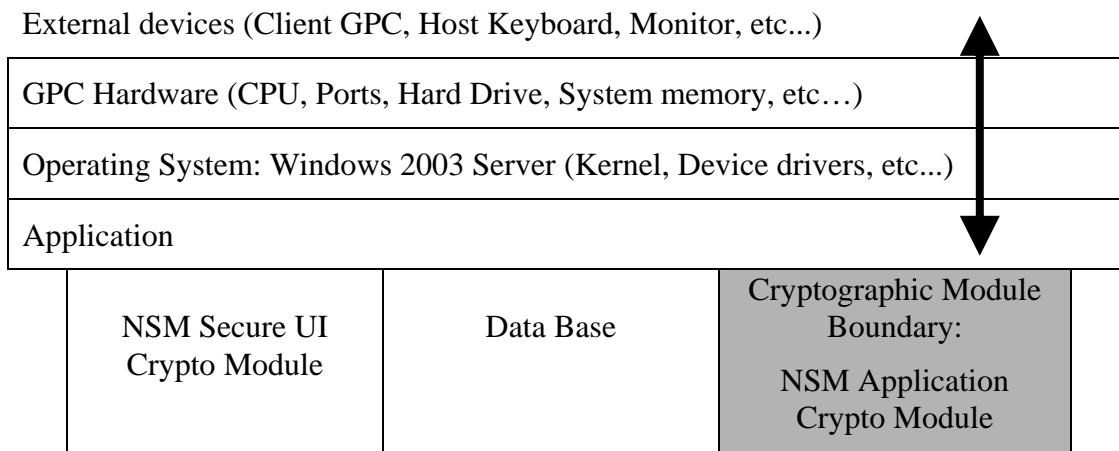 External devices (Client GPC, Host Keyboard, Monitor, etc...)
GPC Hardware (CPU, Ports, Hard Drive, System memory, etc…)
Operating System: Windows 2003 Server (Kernel, Device drivers, etc...)
Application
NSM Secure UI
Crypto Module
Data Base
Cryptographic Module
Boundary:
NSM Application
Crypto Module